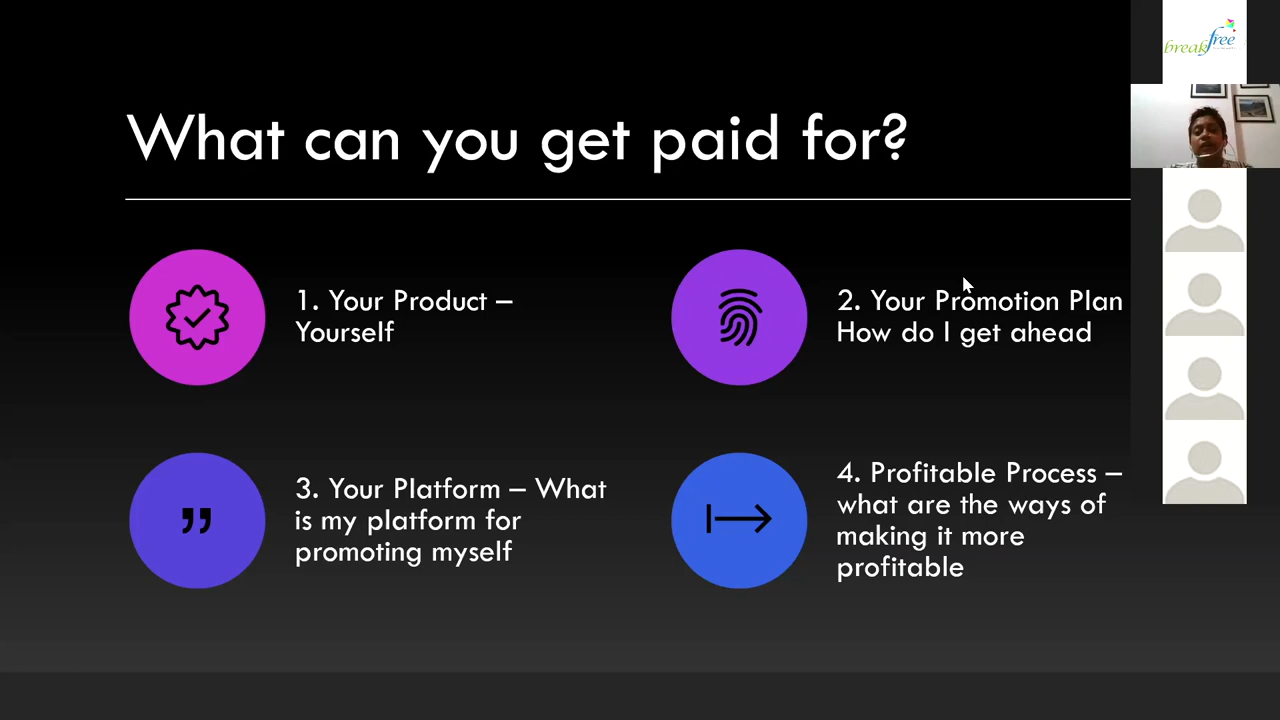 What can you get paid for?
1. Your Product –
Yourself
2. Your Promotion Plan
How do I get ahead
3. Your Platform – What
is my platform for
promoting myself
4. Profitable Process –
what are the ways of
making it more
profitable
breakfree